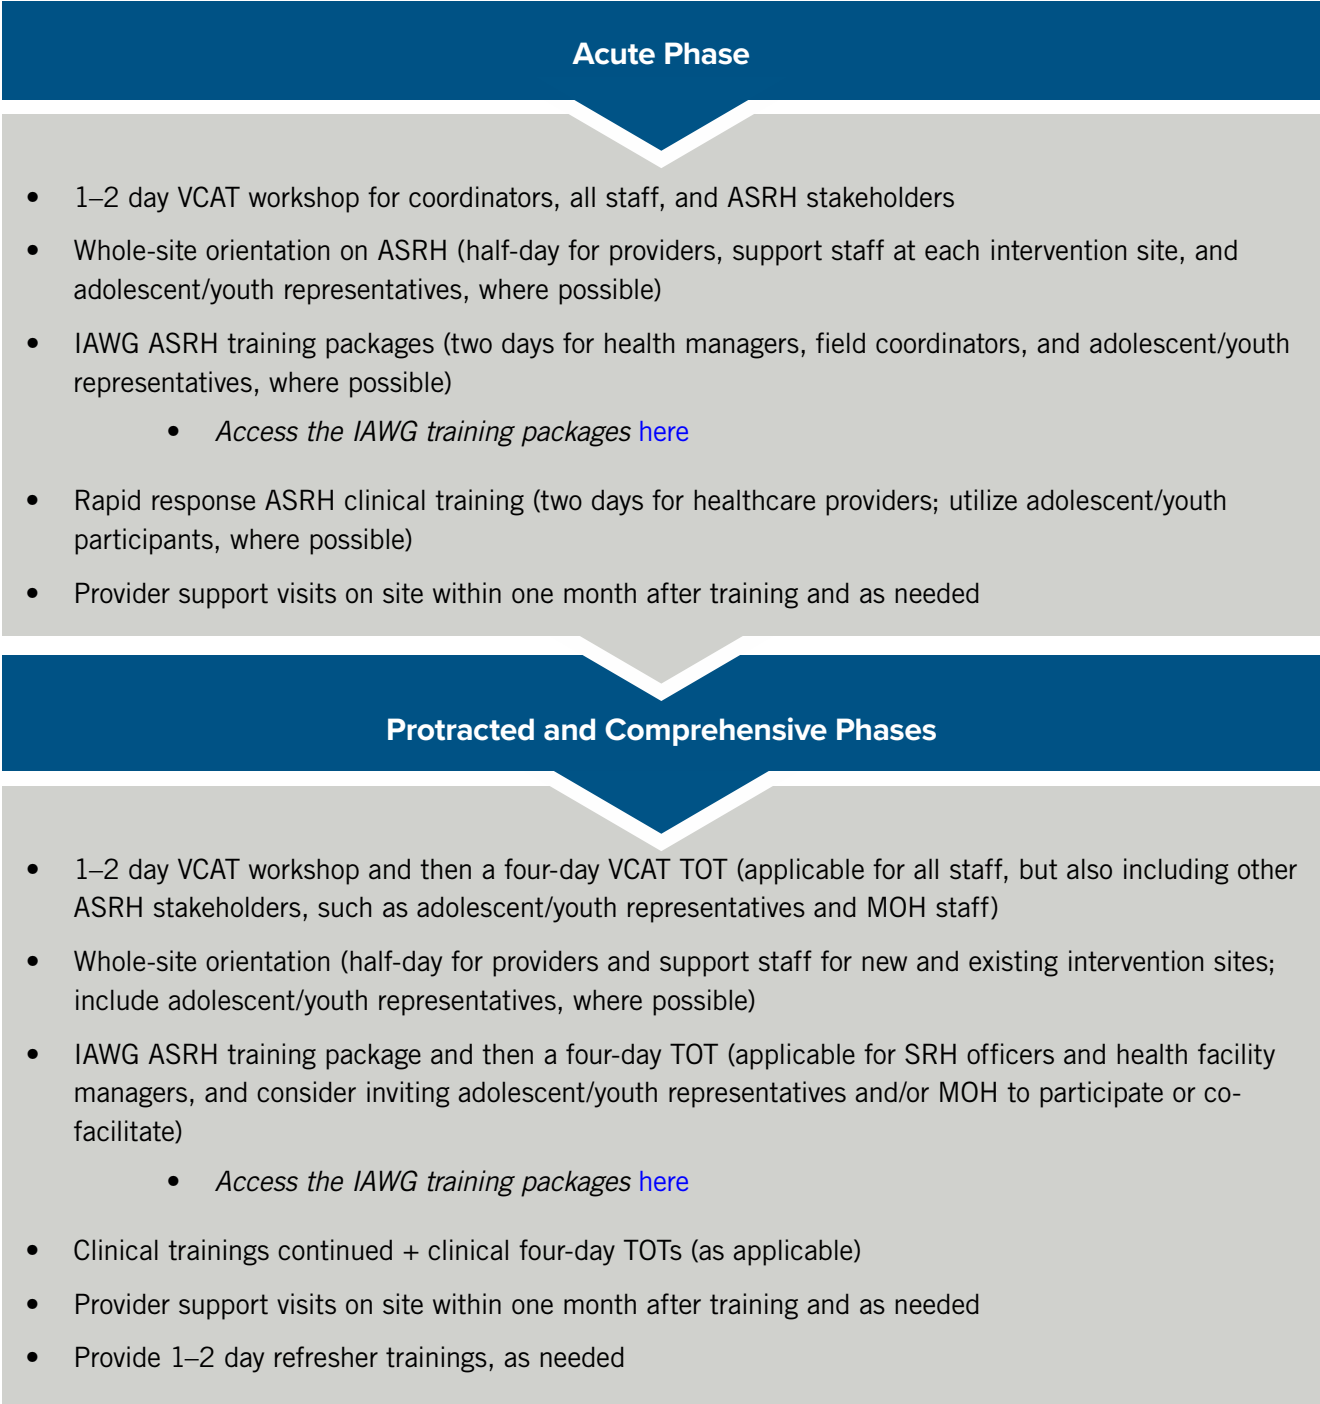 Acute Phase
• 1–2 day VCAT workshop for coordinators, all staff, and ASRH stakeholders
• Whole-site orientation on ASRH (half-day for providers, support staff at each intervention site, and
adolescent/youth representatives, where possible)
• IAWG ASRH training packages (two days for health managers, field coordinators, and adolescent/youth
representatives, where possible)
• Access the IAWG training packages here
• Rapid response ASRH clinical training (two days for healthcare providers; utilize adolescent/youth
participants, where possible)
• Provider support visits on site within one month after training and as needed
Protracted and Comprehensive Phases
• 1–2 day VCAT workshop and then a four-day VCAT TOT (applicable for all staff, but also including other
ASRH stakeholders, such as adolescent/youth representatives and MOH staff)
• Whole-site orientation (half-day for providers and support staff for new and existing intervention sites;
include adolescent/youth representatives, where possible)
• IAWG ASRH training package and then a four-day TOT (applicable for SRH officers and health facility
managers, and consider inviting adolescent/youth representatives and/or MOH to participate or co-
facilitate)
• Access the IAWG training packages here
• Clinical trainings continued + clinical four-day TOTs (as applicable)
• Provider support visits on site within one month after training and as needed
• Provide 1–2 day refresher trainings, as needed